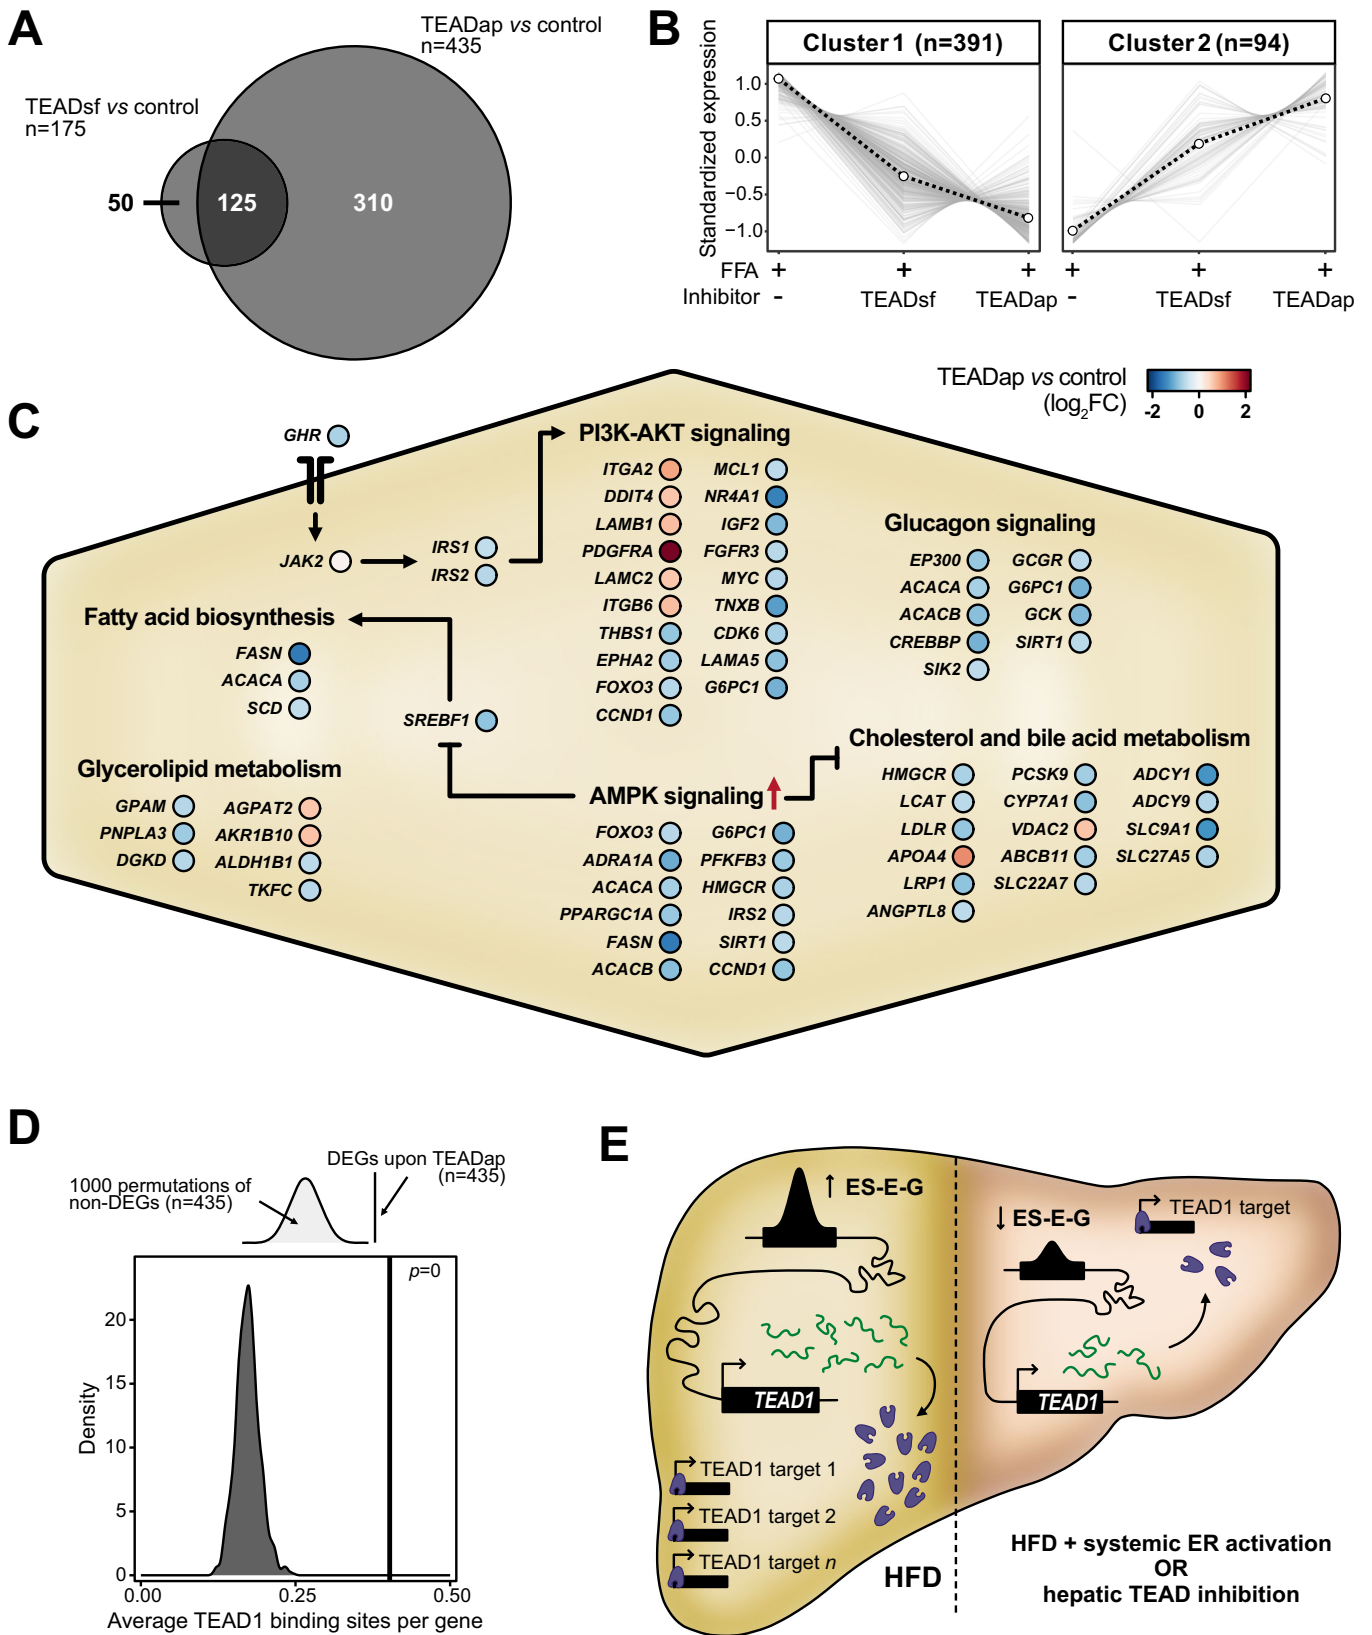 A
TEADap vs control
n=435
TEADsf vs control
n=175
50
125
310
B
Cluster 1 (n=391)
Cluster 2 (n=94)
Standardized expression
1.0
0.5
0.0
−0.5
−1.0
FFA + + + + + +
Inhibitor - TEADsf TEADap - TEADsf TEADap
C
TEADap vs control
(log2FC)
-2 0 2
GHR
JAK2
IRS1
IRS2
PI3K-AKT signaling
ITGA2 MCL1
DDIT4 NR4A1
LAMB1 IGF2
PDGFRA FGFR3
LAMC2 MYC
ITGB6 TNXB
THBS1 CDK6
EPHA2 LAMA5
FOXO3 G6PC1
CCND1
Glucagon signaling
EP300 GCGR
ACACA G6PC1
ACACB GCK
CREBBP SIRT1
SIK2
Fatty acid biosynthesis
FASN
ACACA
SCD
SREBF1
Glycerolipid metabolism
GPAM AGPAT2
PNPLA3 AKR1B10
DGKD ALDH1B1
TKFC
AMPK signaling
FOXO3 G6PC1
ADRA1A PFKFB3
ACACA HMGCR
PPARGC1A IRS2
FASN SIRT1
ACACB CCND1
Cholesterol and bile acid metabolism
HMGCR PCSK9 ADCY1
LCAT CYP7A1 ADCY9
LDLR VDAC2 SLC9A1
APOA4 ABCB11 SLC27A5
LRP1 SLC22A7
ANGPTL8
D
1000 permutations of
non-DEGs (n=435)
DEGs upon TEADap
(n=435)
p=0
Density
20
15
10
5
0
0.00 0.25 0.50
Average TEAD1 binding sites per gene
E
↑ ES-E-G
TEAD1
TEAD1 target 1
TEAD1 target 2
TEAD1 target n
HFD
↓ ES-E-G
TEAD1 target
TEAD1
HFD + systemic ER activation
OR
hepatic TEAD inhibition